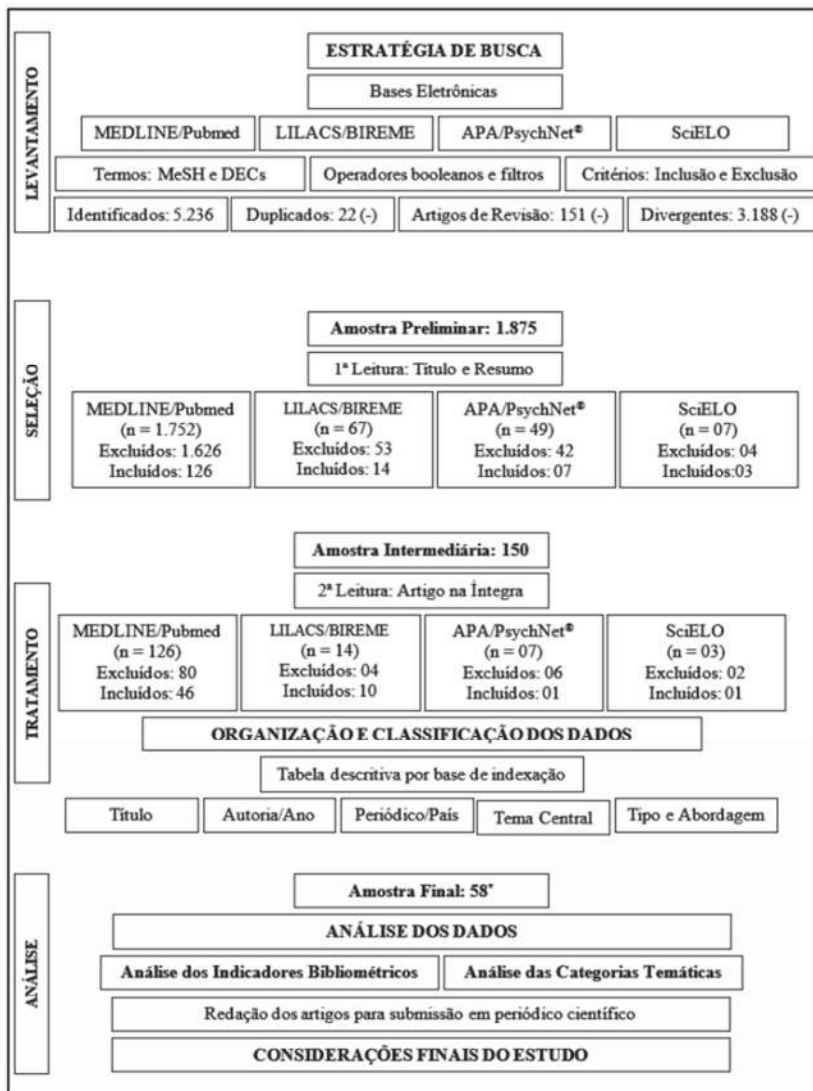 LEVANTAMENTO
ESTRATÉGIA DE BUSCA
Bases Eletrônicas
MEDLINE/Pubmed LILACS/BIREME APA/PsychNet® SciELO
Termos: MeSH e DECs Operadores booleanos e filtros Critérios: Inclusão e Exclusão
Identificados: 5.236 Duplicados: 22 (-) Artigos de Revisão: 151 (-) Divergentes: 3.188 (-)
SELEÇÃO
Amostra Preliminar: 1.875
1ª Leitura: Título e Resumo
MEDLINE/Pubmed
(n = 1.752)
Excluídos: 1.626
Incluídos: 126
LILACS/BIREME
(n = 67)
Excluídos: 53
Incluídos: 14
APA/PsychNet®
(n = 49)
Excluídos: 42
Incluídos: 07
SciELO
(n = 07)
Excluídos: 04
Incluídos:03
TRATAMENTO
Amostra Intermediária: 150
2ª Leitura: Artigo na Íntegra
MEDLINE/Pubmed
(n = 126)
Excluídos: 80
Incluídos: 46
LILACS/BIREME
(n = 14)
Excluídos: 04
Incluídos: 10
APA/PsychNet®
(n = 07)
Excluídos: 06
Incluídos: 01
SciELO
(n = 03)
Excluídos: 02
Incluídos: 01
ORGANIZAÇÃO E CLASSIFICAÇÃO DOS DADOS
Tabela descritiva por base de indexação
Título Autoria/Ano Periódico/País Tema Central Tipo e Abordagem
ANÁLISE
Amostra Final: 58*
ANÁLISE DOS DADOS
Análise dos Indicadores Bibliométricos Análise das Categorias Temáticas
Redação dos artigos para submissão em periódico científico
CONSIDERAÇÕES FINAIS DO ESTUDO